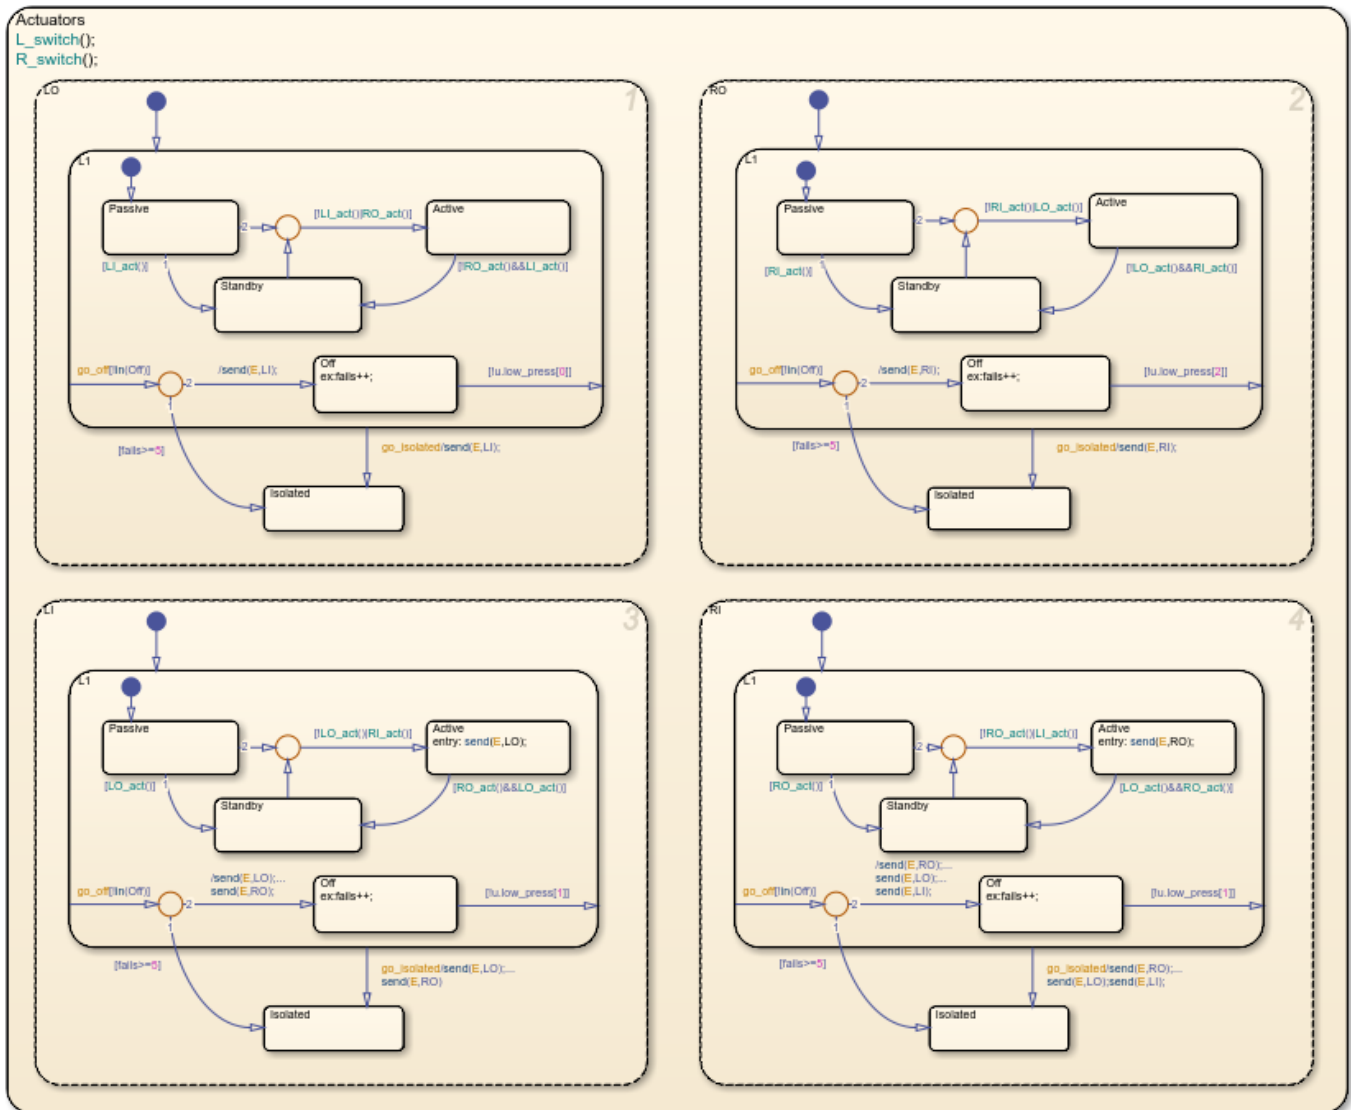 Actuators
L_switch();
R_switch();
LO
1
L1
Passive
2
[!LI_act()|RO_act()]
Active
[LI_act()]
1
[!RO_act()&&LI_act()]
Standby
go_off[!in(Off)]
2
/send(E,LI);
Off
ex:fails++;
[!u.low_press[0]]
1
[fails>=5]
go_isolated/send(E,LI);
Isolated
RO
2
L1
Passive
2
[!RI_act()|LO_act()]
Active
[RI_act()]
1
[!LO_act()&&RI_act()]
Standby
go_off[!in(Off)]
2
/send(E,RI);
Off
ex:fails++;
[!u.low_press[2]]
1
[fails>=5]
go_isolated/send(E,RI);
Isolated
LI
3
L1
Passive
2
[!LO_act()|RI_act()]
Active
entry: send(E,LO);
[LO_act()]
1
[RO_act()&&LO_act()]
Standby
go_off[!in(Off)]
2
/send(E,LO);...
send(E,RO);
Off
ex:fails++;
[!u.low_press[1]]
1
[fails>=5]
go_isolated/send(E,LO);...
send(E,RO)
Isolated
RI
4
L1
Passive
2
[!RO_act()|LI_act()]
Active
entry: send(E,RO);
[RO_act()]
1
[LO_act()&&RO_act()]
Standby
go_off[!in(Off)]
2
/send(E,RO);...
send(E,LO);...
send(E,LI);
Off
ex:fails++;
[!u.low_press[1]]
1
[fails>=5]
go_isolated/send(E,RO);...
send(E,LO);send(E,LI);
Isolated